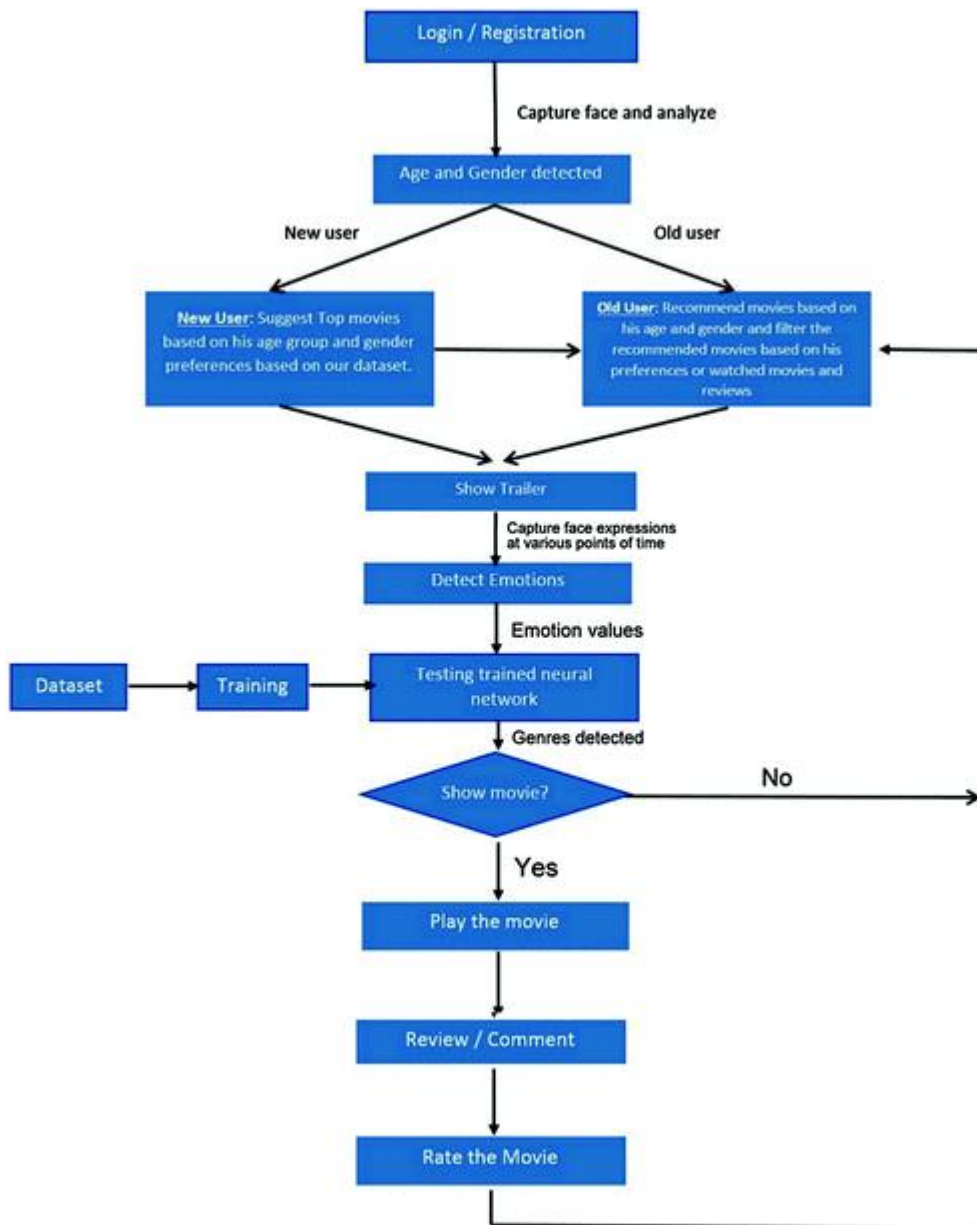 Login / Registration
Capture face and analyze
Age and Gender detected
New user
Old user
New User: Suggest Top movies
based on his age group and gender
preferences based on our dataset.
Old User: Recommend movies based on
his age and gender and filter the
recommended movies based on his
preferences or watched movies and
reviews
Show Trailer
Capture face expressions
at various points of time
Detect Emotions
Emotion values
Dataset
Training
Testing trained neural
network
Genres detected
Show movie?
No
Yes
Play the movie
Review / Comment
Rate the Movie